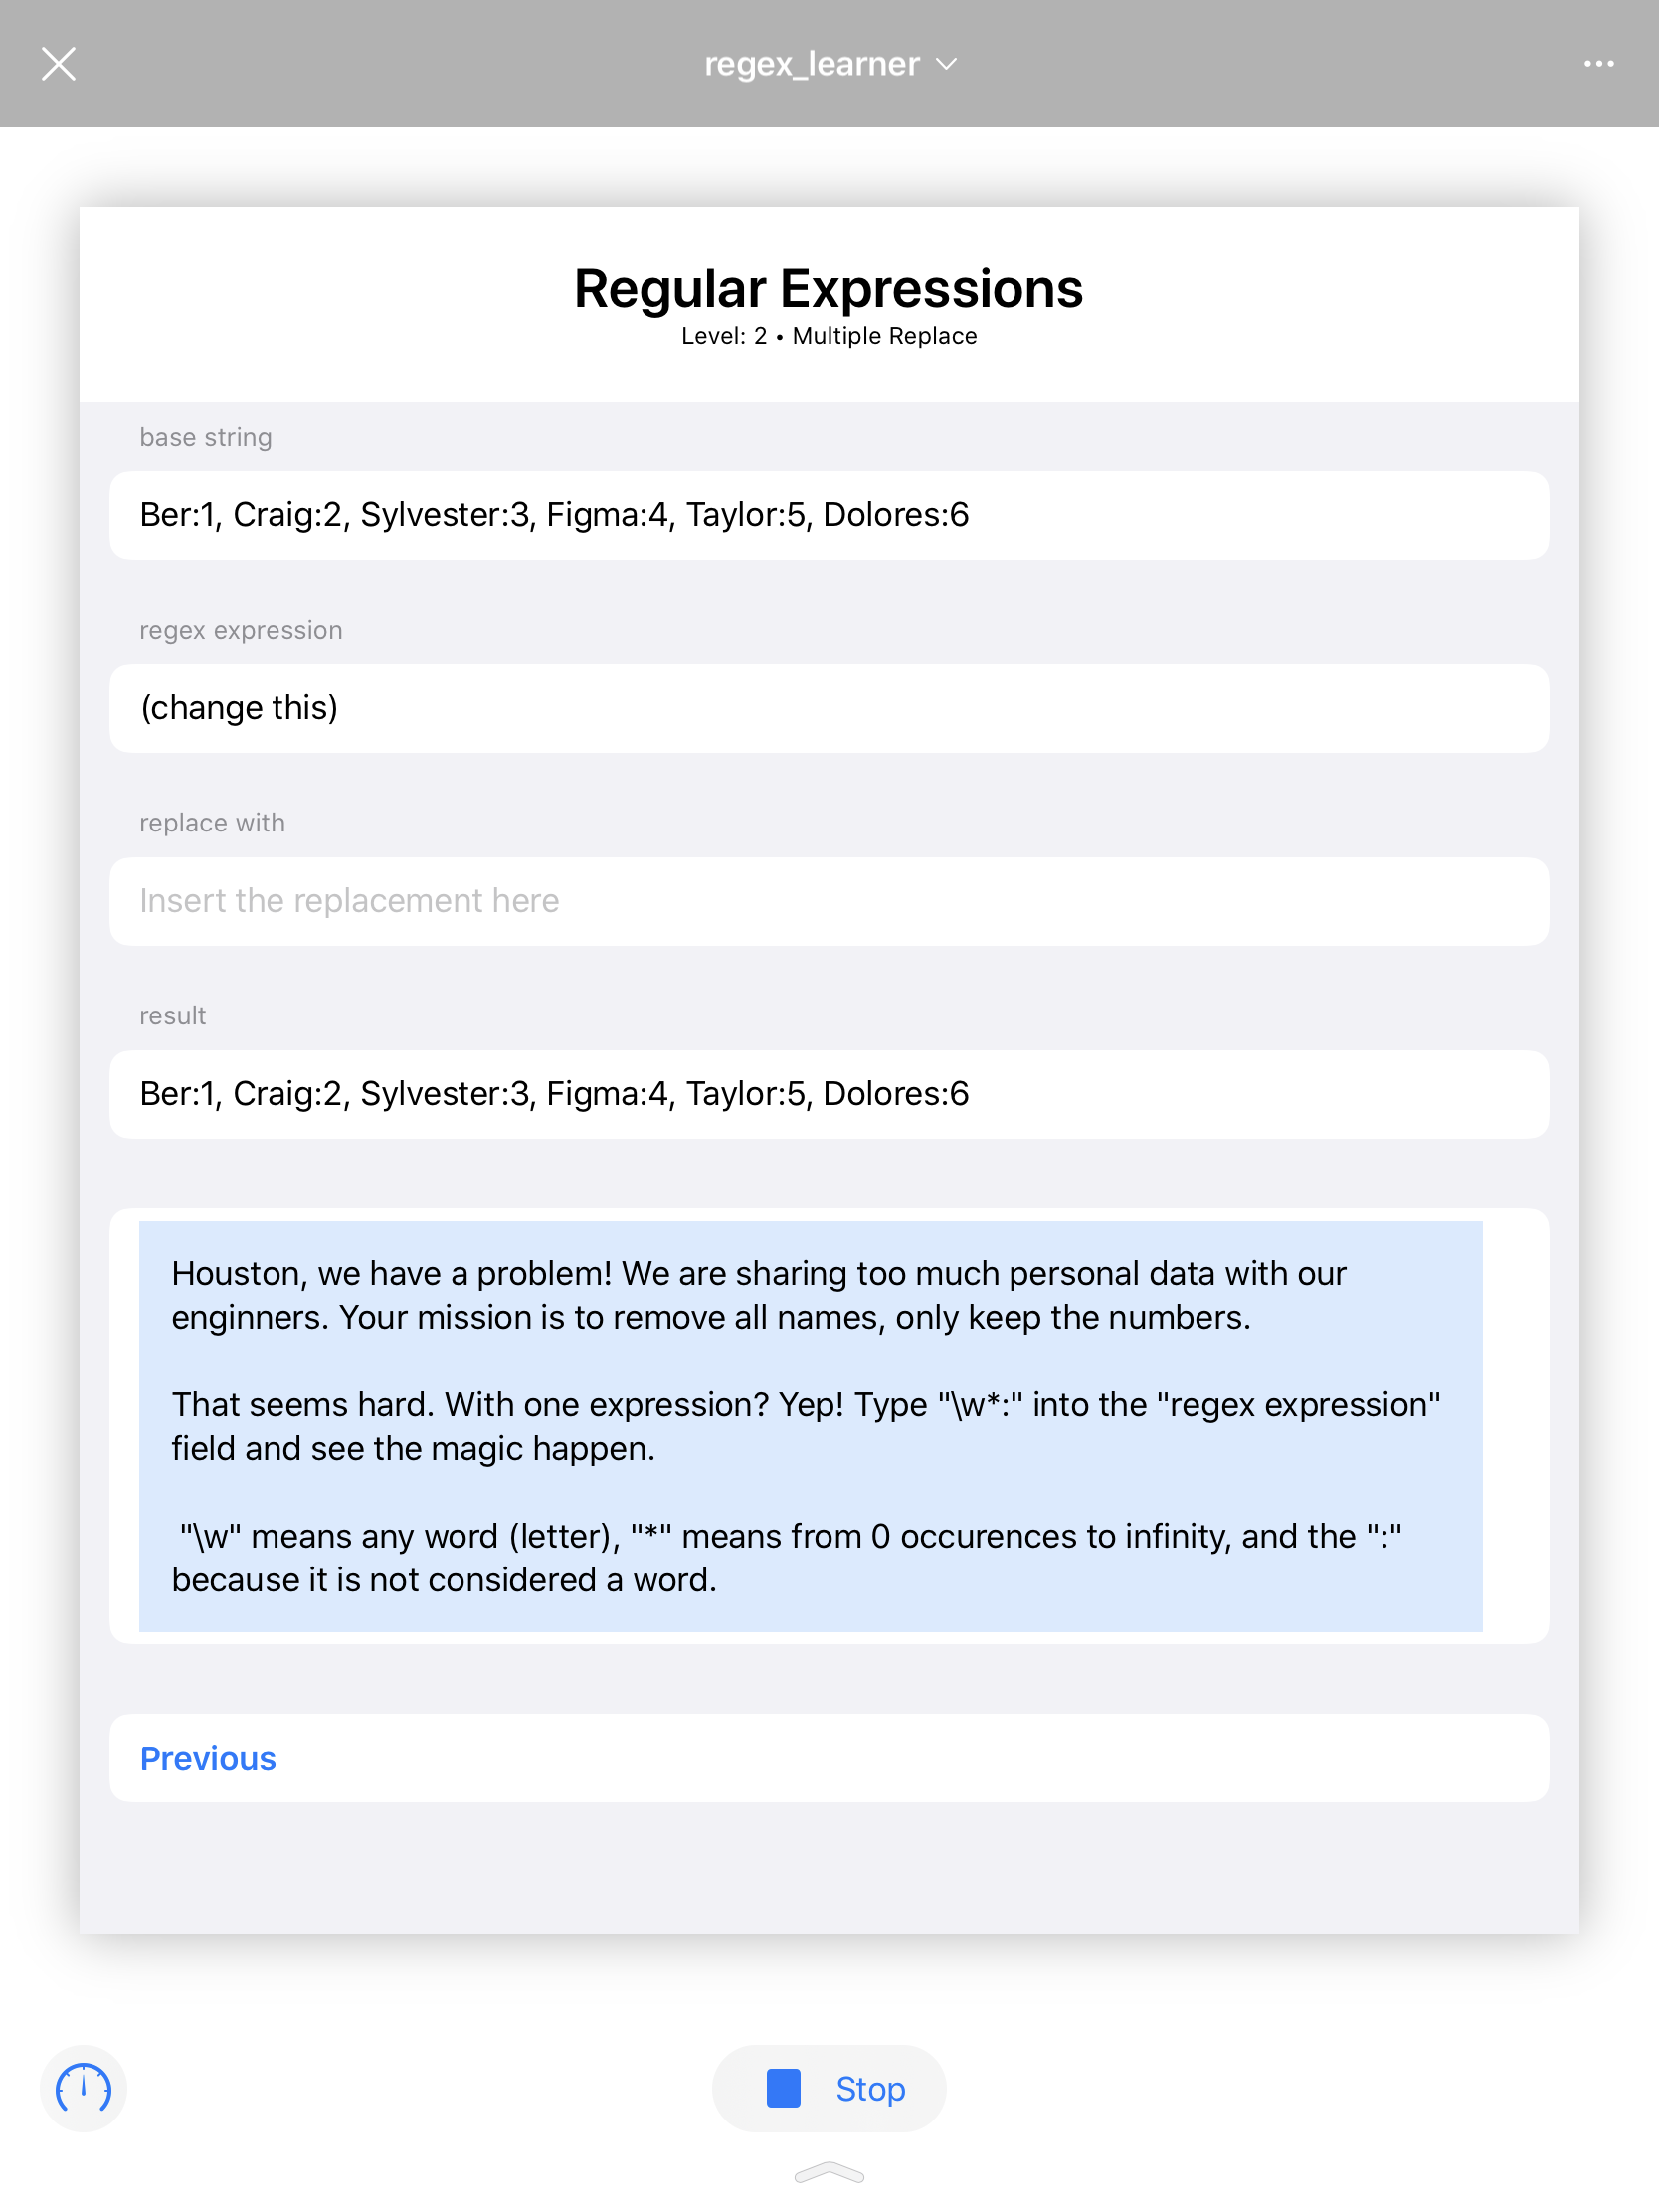 regex_learner
Regular Expressions
Level: 2 • Multiple Replace
base string
Ber:1, Craig:2, Sylvester:3, Figma:4, Taylor:5, Dolores:6
regex expression
(change this)
replace with
Insert the replacement here
result
Ber:1, Craig:2, Sylvester:3, Figma:4, Taylor:5, Dolores:6
Houston, we have a problem! We are sharing too much personal data with our
enginners. Your mission is to remove all names, only keep the numbers.
That seems hard. With one expression? Yep! Type "\w*:" into the "regex expression"
field and see the magic happen.
"\w" means any word (letter), "*" means from 0 occurences to infinity, and the ":"
because it is not considered a word.
Previous
Stop